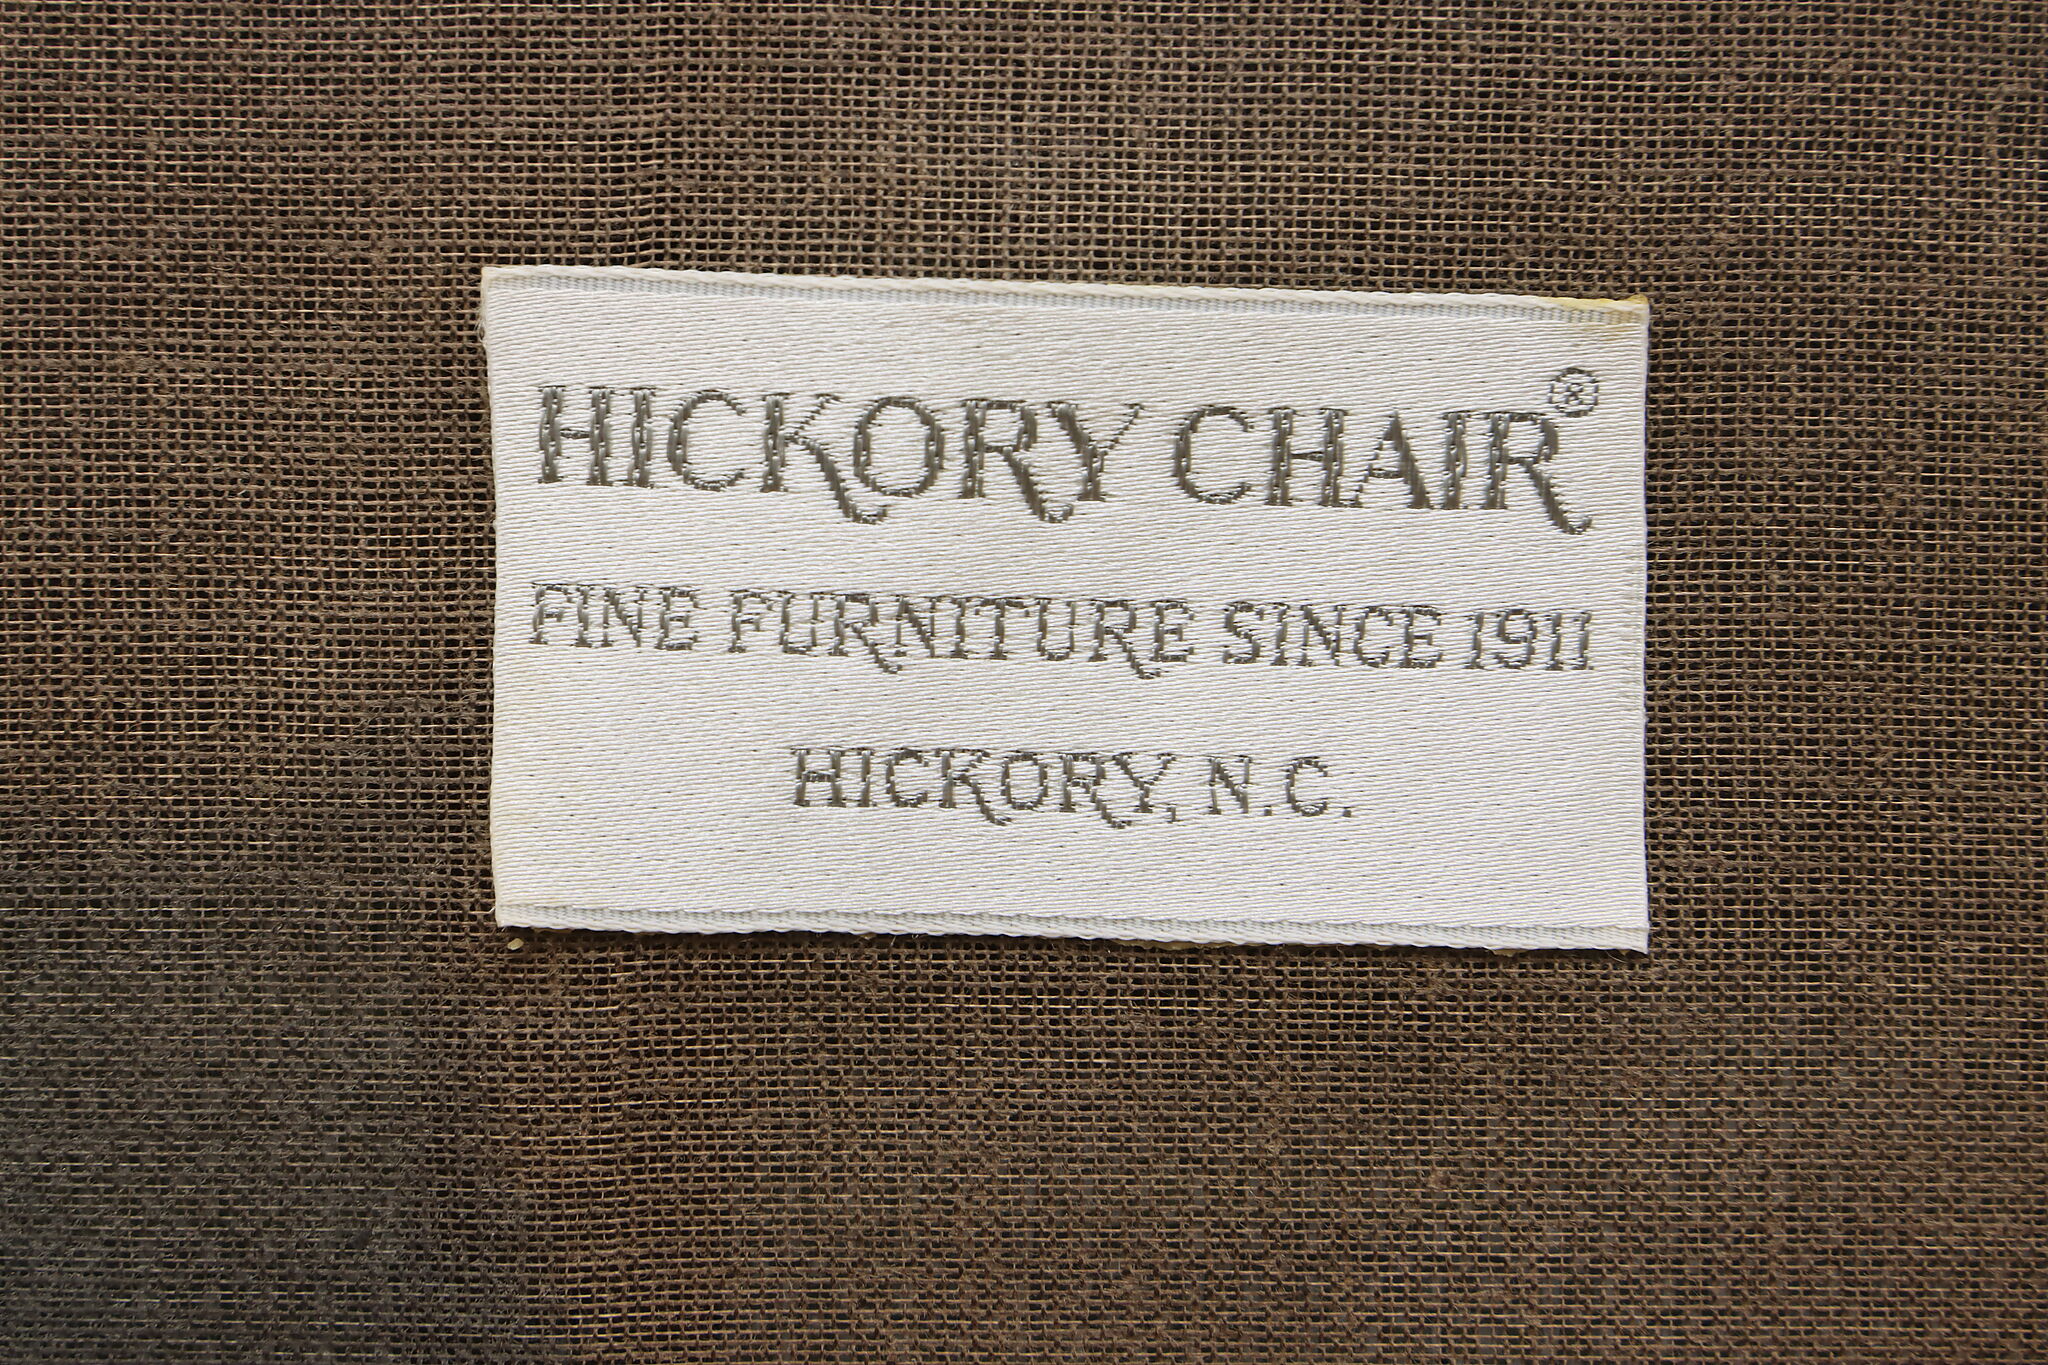 HICKORY CHAIR®
FINE FURNITURE SINCE 1911
HICKORY, N.C.